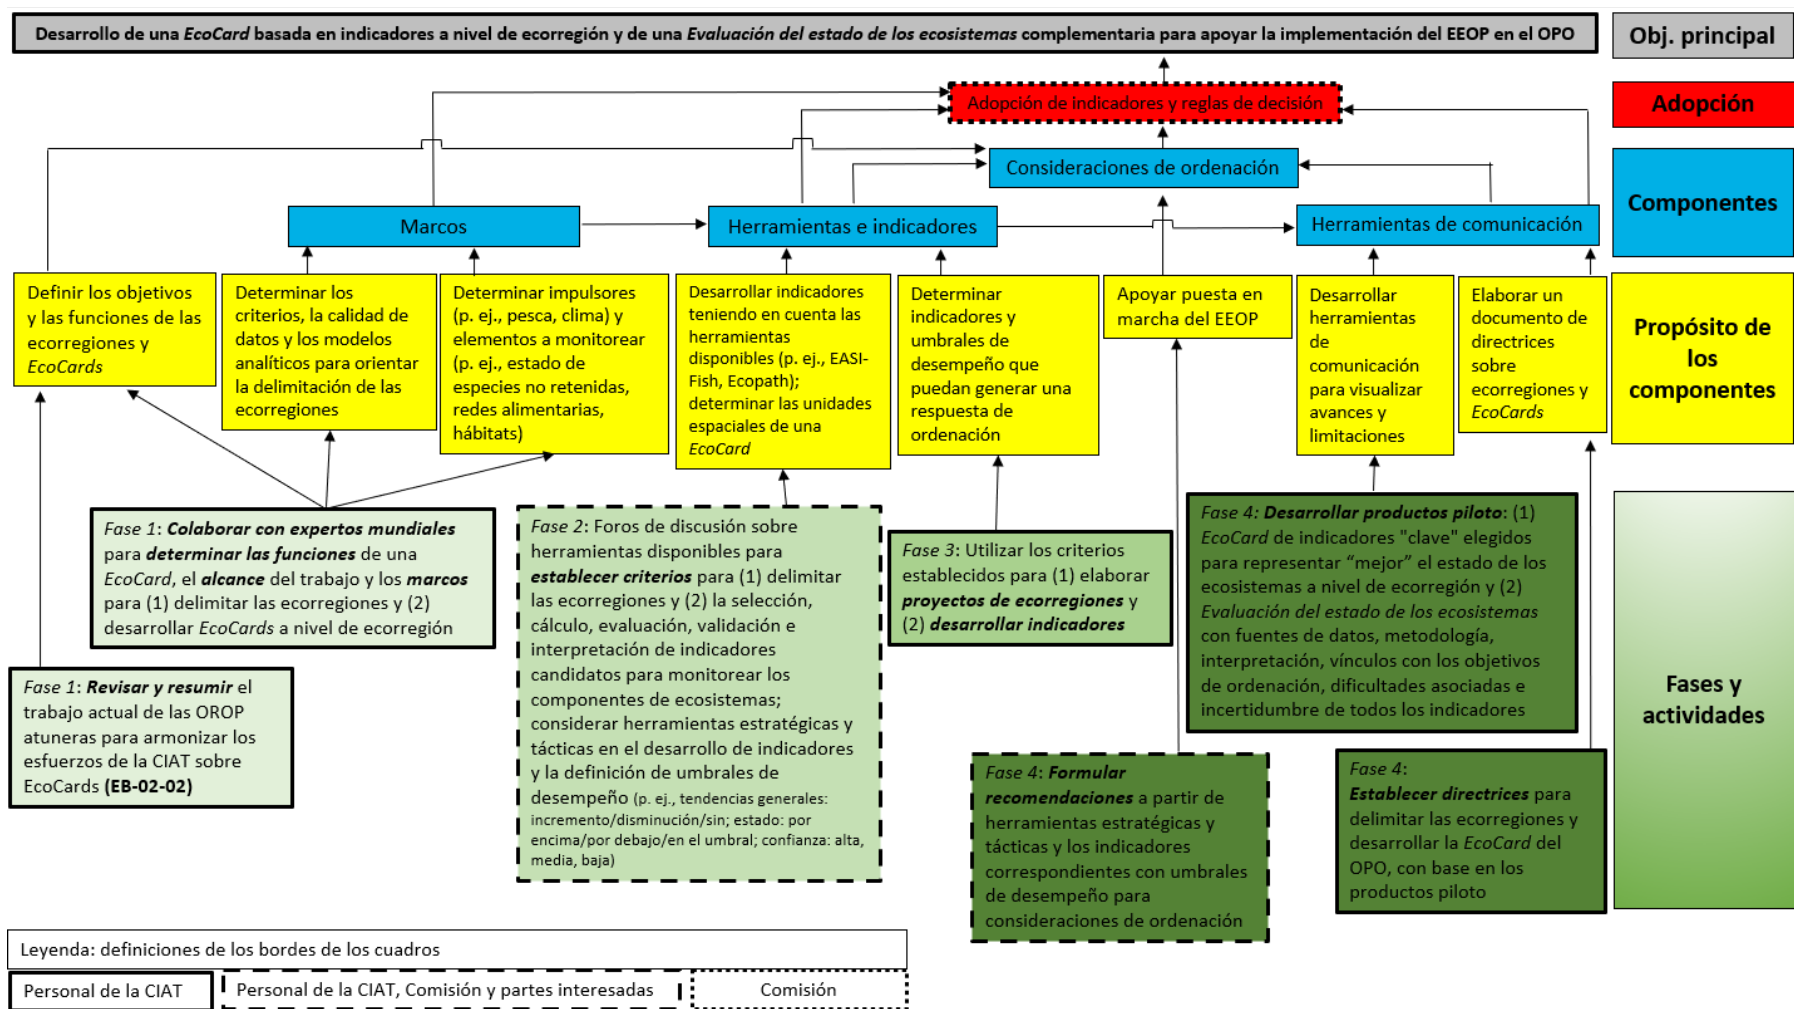 Desarrollo de una EcoCard basada en indicadores a nivel de ecorregión y de una Evaluación del estado de los ecosistemas complementaria para apoyar la implementación del EEOP en el OPO
Obj. principal
Adopción de indicadores y reglas de decisión
Adopción
Consideraciones de ordenación
Marcos
Herramientas e indicadores
Herramientas de comunicación
Componentes
Definir los objetivos
y las funciones de las
ecorregiones y
EcoCards
Determinar los
criterios, la calidad de
datos y los modelos
analíticos para orientar
la delimitación de las
ecorregiones
Determinar impulsores
(p. ej., pesca, clima) y
elementos a monitorear
(p. ej., estado de
especies no retenidas,
redes alimentarias,
hábitats)
Desarrollar indicadores
teniendo en cuenta las
herramientas
disponibles (p. ej., EASI-
Fish, Ecopath);
determinar las unidades
espaciales de una
EcoCard
Determinar
indicadores y
umbrales de
desempeño que
puedan generar una
respuesta de
ordenación
Apoyar puesta en
marcha del EEOP
Desarrollar
herramientas
de
comunicación
para visualizar
avances y
limitaciones
Elaborar un
documento de
directrices
sobre
ecorregiones y
EcoCards
Propósito de
los
componentes
Fase 1: Colaborar con expertos mundiales
para determinar las funciones de una
EcoCard, el alcance del trabajo y los marcos
para (1) delimitar las ecorregiones y (2)
desarrollar EcoCards a nivel de ecorregión
Fase 1: Revisar y resumir el
trabajo actual de las OROP
atuneras para armonizar los
esfuerzos de la CIAT sobre
EcoCards (EB-02-02)
Fase 2: Foros de discusión sobre
herramientas disponibles para
establecer criterios para (1) delimitar
las ecorregiones y (2) la selección,
cálculo, evaluación, validación e
interpretación de indicadores
candidatos para monitorear los
componentes de ecosistemas;
considerar herramientas estratégicas y
tácticas en el desarrollo de indicadores
y la definición de umbrales de
desempeño (p. ej., tendencias generales:
incremento/disminución/sin; estado: por
encima/por debajo/en el umbral; confianza: alta,
media, baja)
Fase 3: Utilizar los criterios
establecidos para (1) elaborar
proyectos de ecorregiones y
(2) desarrollar indicadores
Fase 4: Desarrollar productos piloto: (1)
EcoCard de indicadores "clave" elegidos
para representar “mejor” el estado de los
ecosistemas a nivel de ecorregión y (2)
Evaluación del estado de los ecosistemas
con fuentes de datos, metodología,
interpretación, vínculos con los objetivos
de ordenación, dificultades asociadas e
incertidumbre de todos los indicadores
Fase 4: Formular
recomendaciones a partir de
herramientas estratégicas y
tácticas y los indicadores
correspondientes con umbrales
de desempeño para
consideraciones de ordenación
Fase 4:
Establecer directrices para
delimitar las ecorregiones y
desarrollar la EcoCard del
OPO, con base en los
productos piloto
Fases y
actividades
Leyenda: definiciones de los bordes de los cuadros
Personal de la CIAT
Personal de la CIAT, Comisión y partes interesadas
Comisión